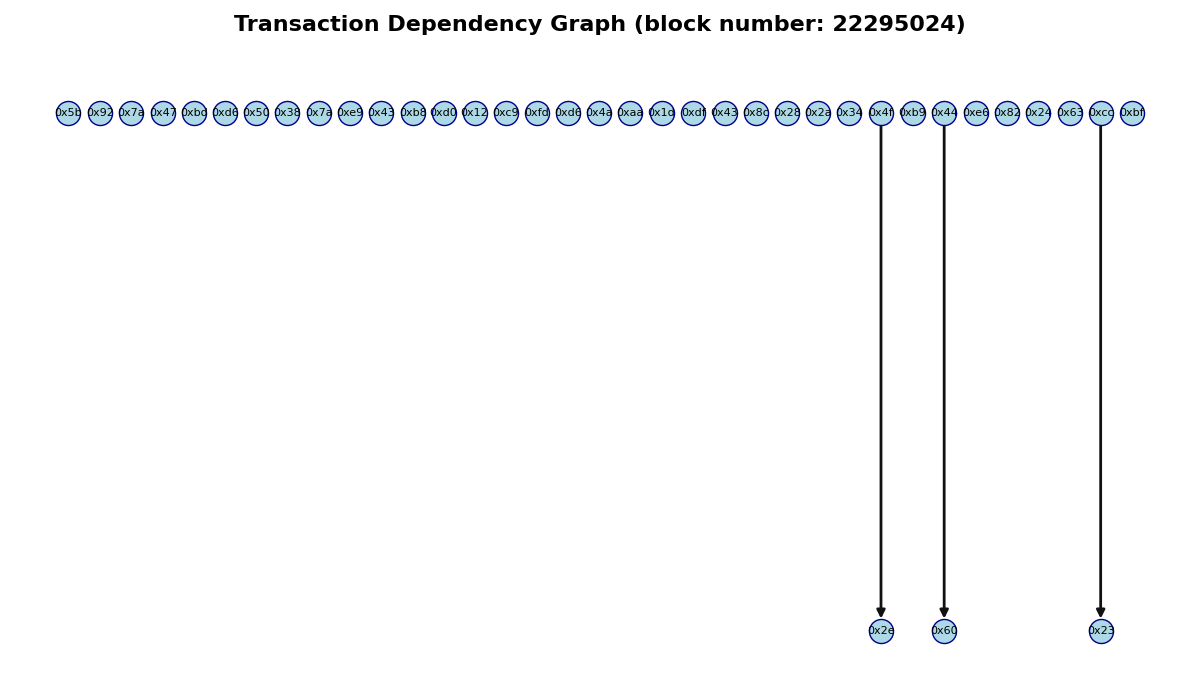 Transaction Dependency Graph (block number: 22295024)
0x5b 0x92 0x7a 0x47 0xbd 0xd6 0x50 0x38 0x7a 0xe9 0x43 0xb8 0xd0 0x12 0xc9 0xfd 0xd6 0x4a 0xaa 0x1d 0xdf 0x43 0x8c 0x28 0x2a 0x34 0x4f 0xb9 0x44 0xe6 0x82 0x24 0x63 0xcc 0xbf
0x2e 0x60 0x23